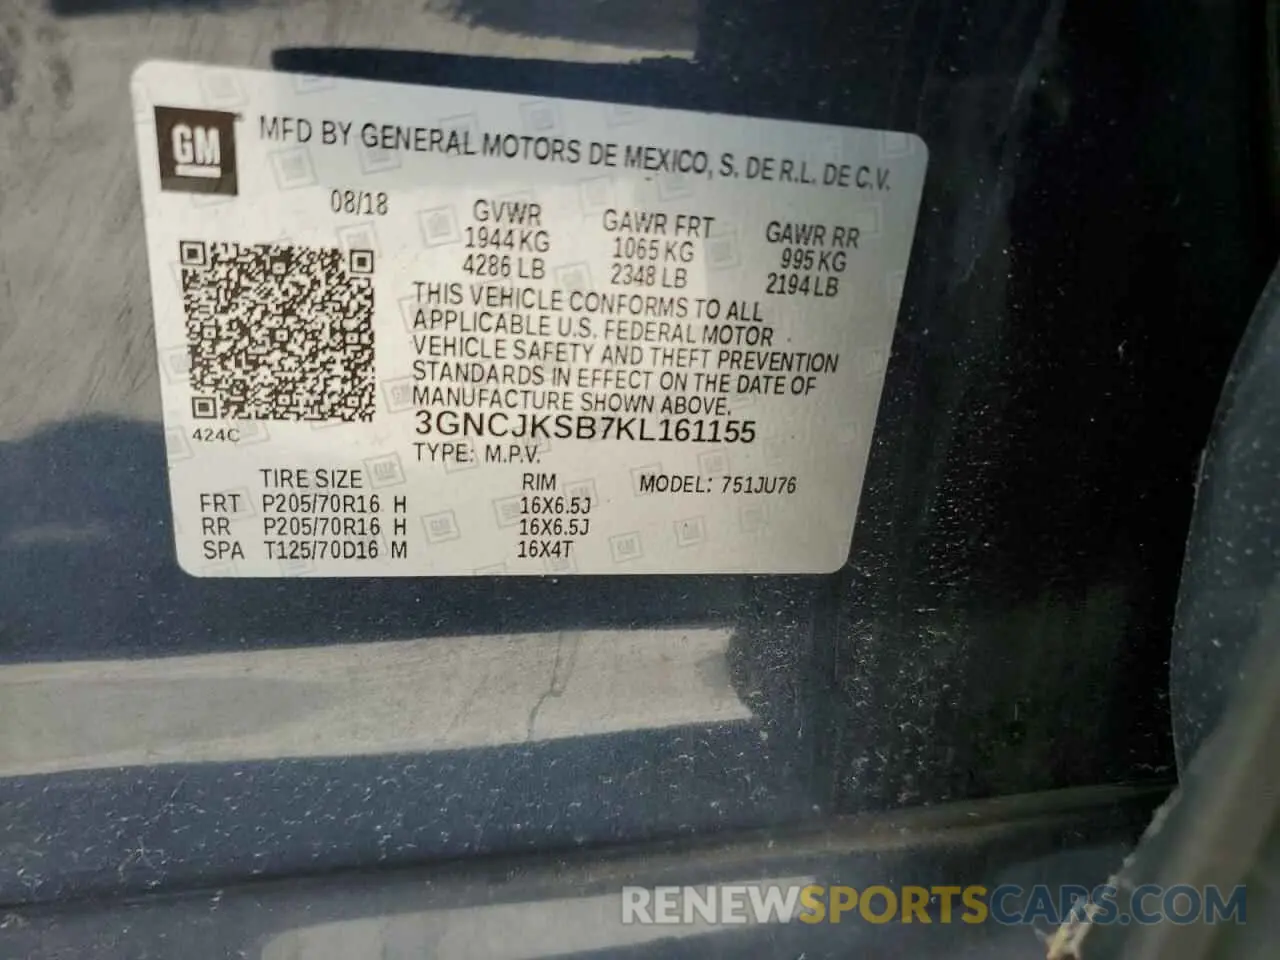 GM
MFD BY GENERAL MOTORS DE MEXICO, S. DE R.L. DE C.V.
08/18
GVWR GAWR FRT GAWR RR
1944 KG 1065 KG 995 KG
4286 LB 2348 LB 2194 LB
THIS VEHICLE CONFORMS TO ALL
APPLICABLE U.S. FEDERAL MOTOR
VEHICLE SAFETY AND THEFT PREVENTION
STANDARDS IN EFFECT ON THE DATE OF
MANUFACTURE SHOWN ABOVE.
424C
3GNCJKSB7KL161155
TYPE: M.P.V.
TIRE SIZE RIM MODEL: 751JU76
FRT P205/70R16 H 16X6.5J
RR P205/70R16 H 16X6.5J
SPA T125/70D16 M 16X4T
RENEWSPORTSCARS.COM